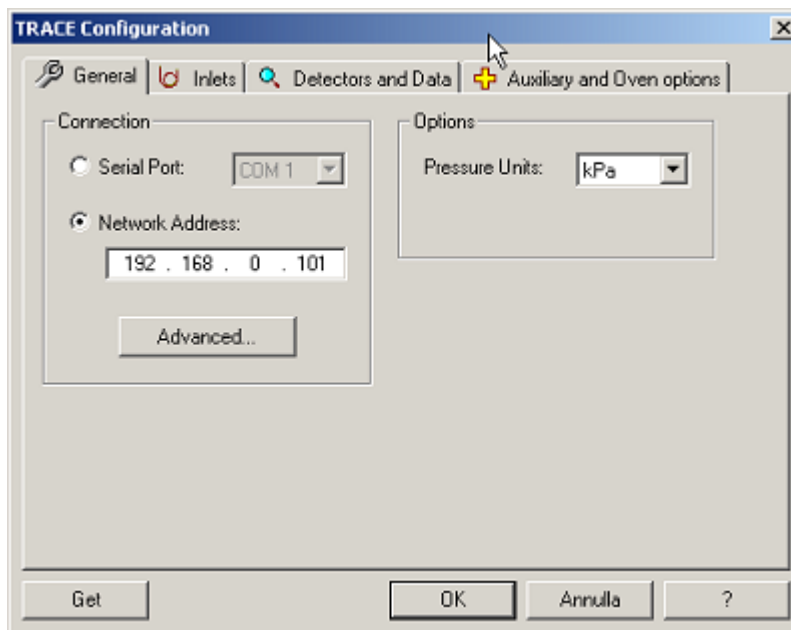 TRACE Configuration
General Inlets Detectors and Data Auxiliary and Oven options
Connection
Serial Port: COM 1
Network Address:
192 . 168 . 0 . 101
Advanced...
Options
Pressure Units: kPa
Get OK Annulla ?